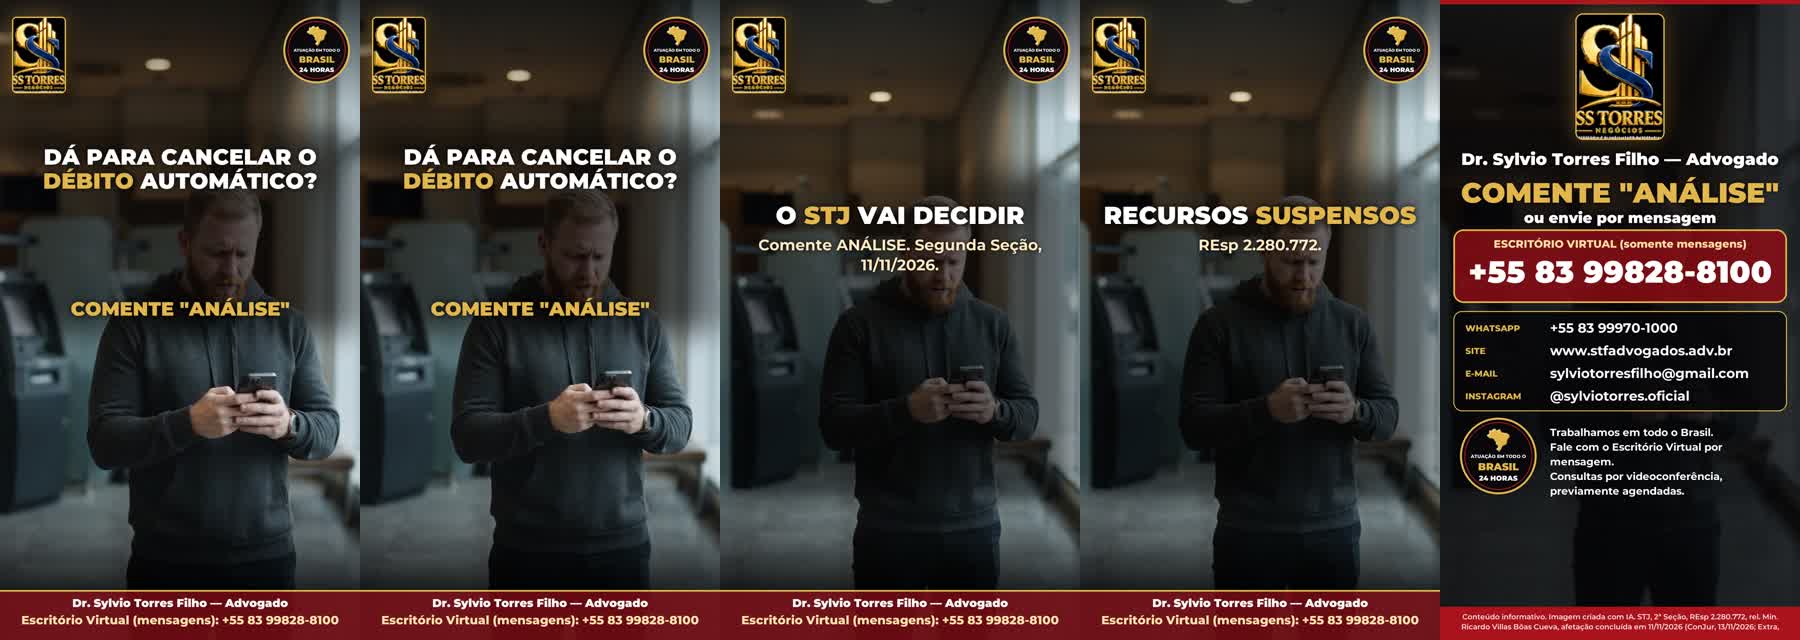 SS TORRES
NEGÓCIOS
ATUAÇÃO EM TODO O
BRASIL
24 HORAS
DÁ PARA CANCELAR O
DÉBITO AUTOMÁTICO?
COMENTE "ANÁLISE"
Dr. Sylvio Torres Filho — Advogado
Escritório Virtual (mensagens): +55 83 99828-8100
SS TORRES
NEGÓCIOS
ATUAÇÃO EM TODO O
BRASIL
24 HORAS
DÁ PARA CANCELAR O
DÉBITO AUTOMÁTICO?
COMENTE "ANÁLISE"
Dr. Sylvio Torres Filho — Advogado
Escritório Virtual (mensagens): +55 83 99828-8100
SS TORRES
NEGÓCIOS
ATUAÇÃO EM TODO O
BRASIL
24 HORAS
O STJ VAI DECIDIR
Comente ANÁLISE. Segunda Seção,
11/11/2026.
Dr. Sylvio Torres Filho — Advogado
Escritório Virtual (mensagens): +55 83 99828-8100
SS TORRES
NEGÓCIOS
ATUAÇÃO EM TODO O
BRASIL
24 HORAS
RECURSOS SUSPENSOS
REsp 2.280.772.
Dr. Sylvio Torres Filho — Advogado
Escritório Virtual (mensagens): +55 83 99828-8100
SS TORRES
NEGÓCIOS
Dr. Sylvio Torres Filho — Advogado
COMENTE "ANÁLISE"
ou envie por mensagem
ESCRITÓRIO VIRTUAL (somente mensagens)
+55 83 99828-8100
WHATSAPP +55 83 99970-1000
SITE www.stfadvogados.adv.br
E-MAIL sylviotorresfilho@gmail.com
INSTAGRAM @sylviotorres.oficial
ATUAÇÃO EM TODO O
BRASIL
24 HORAS
Trabalhamos em todo o Brasil.
Fale com o Escritório Virtual por
mensagem.
Consultas por videoconferência,
previamente agendadas.
Conteúdo informativo. Imagem criada com IA. STJ, 2ª Seção, REsp 2.280.772, rel. Min.
Ricardo Villas Bôas Cueva, afetação concluída em 11/11/2026 (ConJur, 13/11/2026; Extra,